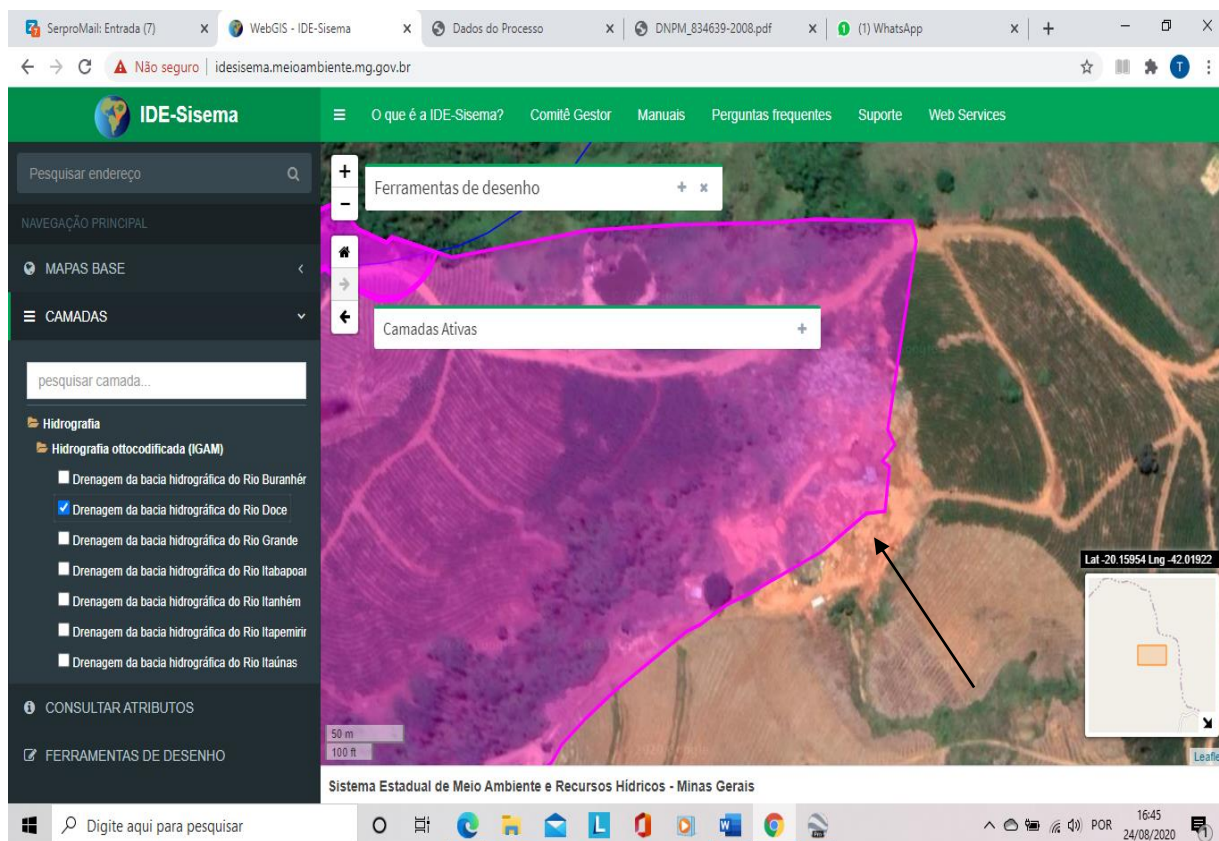 SerproMail: Entrada (7)
WebGIS - IDE-Sisema
Dados do Processo
DNPM_834639-2008.pdf
(1) WhatsApp
Não seguro | idesisema.meioambiente.mg.gov.br
T
IDE-Sisema
O que é a IDE-Sisema?
Comitê Gestor
Manuais
Perguntas frequentes
Suporte
Web Services
Pesquisar endereço
NAVEGAÇÃO PRINCIPAL
MAPAS BASE
CAMADAS
pesquisar camada...
Hidrografia
Hidrografia ottocodificada (IGAM)
Drenagem da bacia hidrográfica do Rio Buranhér
Drenagem da bacia hidrográfica do Rio Doce
Drenagem da bacia hidrográfica do Rio Grande
Drenagem da bacia hidrográfica do Rio Itabapoar
Drenagem da bacia hidrográfica do Rio Itanhém
Drenagem da bacia hidrográfica do Rio Itapemirir
Drenagem da bacia hidrográfica do Rio Itaúnas
CONSULTAR ATRIBUTOS
FERRAMENTAS DE DESENHO
Ferramentas de desenho
Camadas Ativas
Lat -20.15954 Lng -42.01922
50 m
100 ft
Leafle
Sistema Estadual de Meio Ambiente e Recursos Hídricos - Minas Gerais
Digite aqui para pesquisar
L
POR
16:45
24/08/2020
1